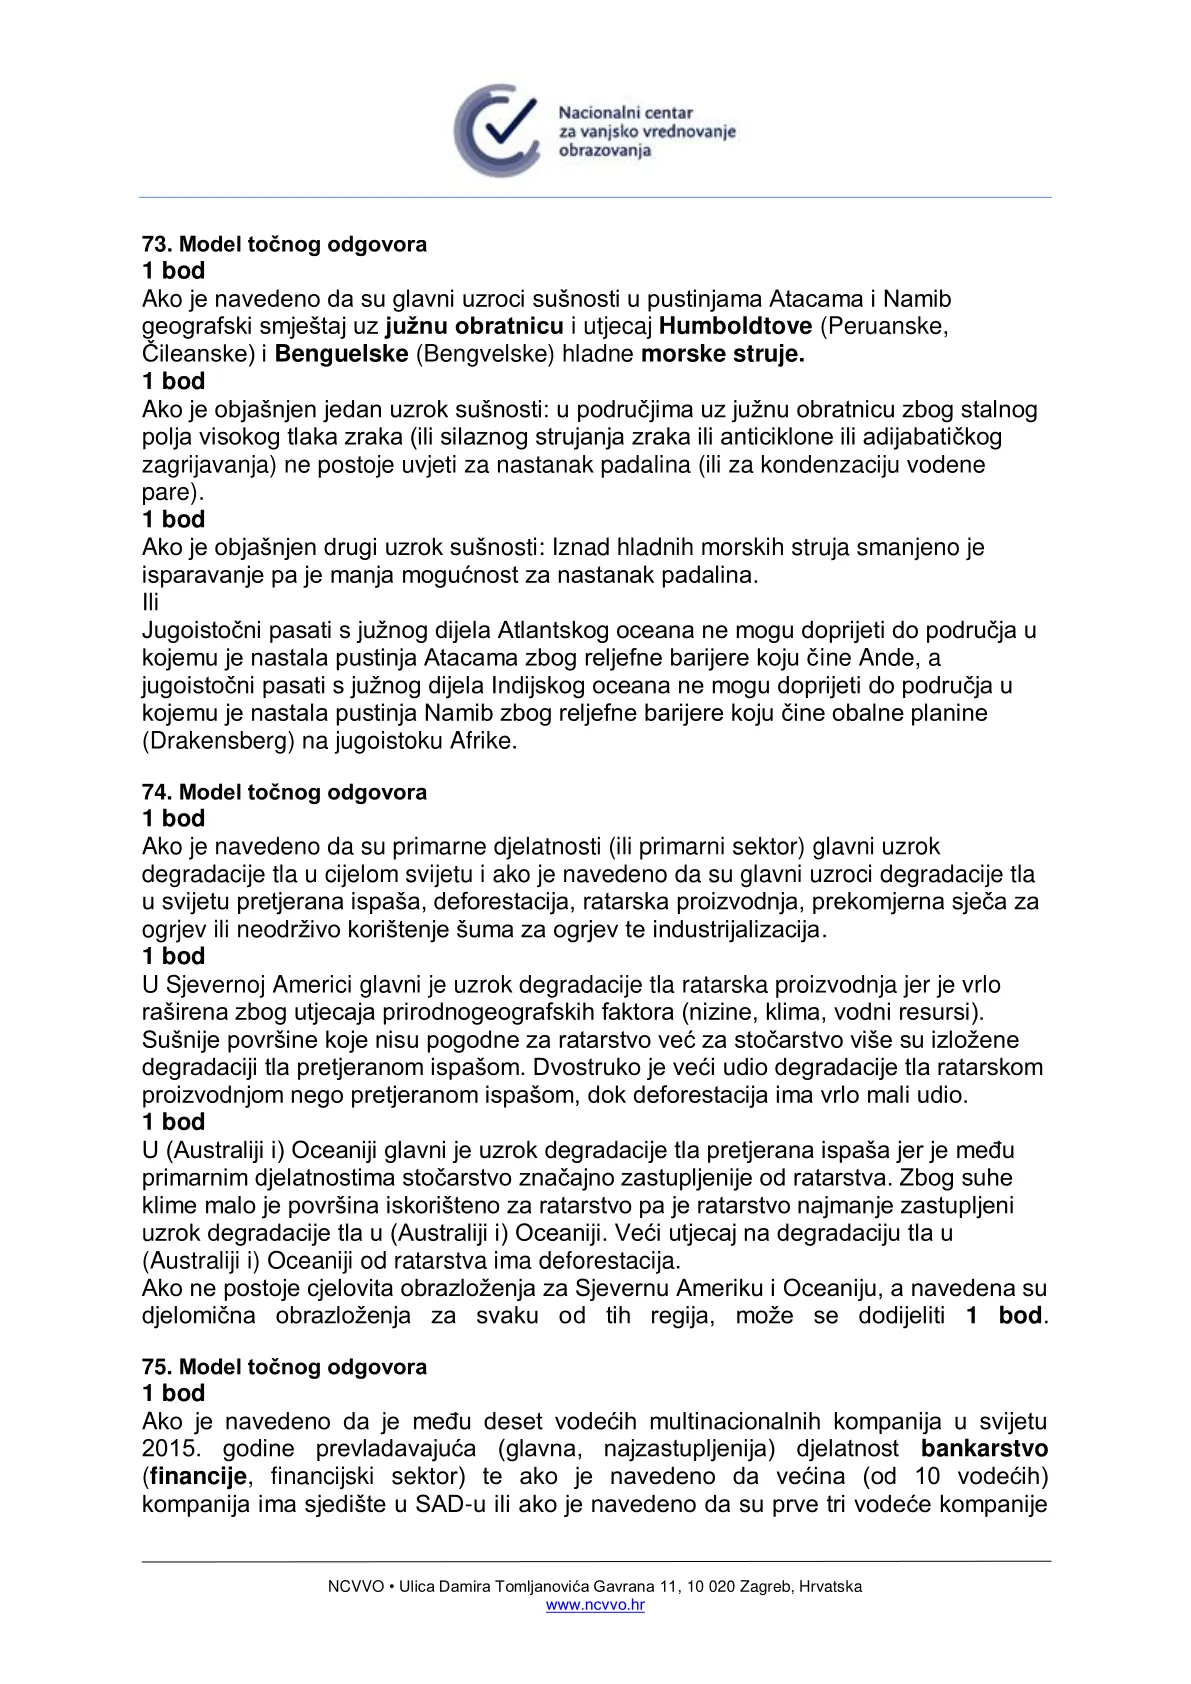 Nacionalni centar
za vanjsko vrednovanje
obrazovanja
73. Model točnog odgovora
1 bod
Ako je navedeno da su glavni uzroci sušnosti u pustinjama Atacama i Namib
geografski smještaj uz južnu obratnicu i utjecaj Humboldtove (Peruanske,
Čileanske) i Benguelske (Bengvelske) hladne morske struje.
1 bod
Ako je objašnjen jedan uzrok sušnosti: u područjima uz južnu obratnicu zbog stalnog
polja visokog tlaka zraka (ili silaznog strujanja zraka ili anticiklone ili adijabatičkog
zagrijavanja) ne postoje uvjeti za nastanak padalina (ili za kondenzaciju vodene
pare).
1 bod
Ako je objašnjen drugi uzrok sušnosti: Iznad hladnih morskih struja smanjeno je
isparavanje pa je manja mogućnost za nastanak padalina.
Ili
Jugoistočni pasati s južnog dijela Atlantskog oceana ne mogu doprijeti do područja u
kojemu je nastala pustinja Atacama zbog reljefne barijere koju čine Ande, a
jugoistočni pasati s južnog dijela Indijskog oceana ne mogu doprijeti do područja u
kojemu je nastala pustinja Namib zbog reljefne barijere koju čine obalne planine
(Drakensberg) na jugoistoku Afrike.
74. Model točnog odgovora
1 bod
Ako je navedeno da su primarne djelatnosti (ili primarni sektor) glavni uzrok
degradacije tla u cijelom svijetu i ako je navedeno da su glavni uzroci degradacije tla
u svijetu pretjerana ispaša, deforestacija, ratarska proizvodnja, prekomjerna sječa za
ogrjev ili neodrživo korištenje šuma za ogrjev te industrijalizacija.
1 bod
U Sjevernoj Americi glavni je uzrok degradacije tla ratarska proizvodnja jer je vrlo
raširena zbog utjecaja prirodnogeografskih faktora (nizine, klima, vodni resursi).
Sušnije površine koje nisu pogodne za ratarstvo već za stočarstvo više su izložene
degradaciji tla pretjeranom ispašom. Dvostruko je veći udio degradacije tla ratarskom
proizvodnjom nego pretjeranom ispašom, dok deforestacija ima vrlo mali udio.
1 bod
U (Australiji i) Oceaniji glavni je uzrok degradacije tla pretjerana ispaša jer je među
primarnim djelatnostima stočarstvo značajno zastupljenije od ratarstva. Zbog suhe
klime malo je površina iskorišteno za ratarstvo pa je ratarstvo najmanje zastupljeni
uzrok degradacije tla u (Australiji i) Oceaniji. Veći utjecaj na degradaciju tla u
(Australiji i) Oceaniji od ratarstva ima deforestacija.
Ako ne postoje cjelovita obrazloženja za Sjevernu Ameriku i Oceaniju, a navedena su
djelomična obrazloženja za svaku od tih regija, može se dodijeliti 1 bod.
75. Model točnog odgovora
1 bod
Ako je navedeno da je među deset vodećih multinacionalnih kompanija u svijetu
2015. godine prevladavajuća (glavna, najzastupljenija) djelatnost bankarstvo
(financije, financijski sektor) te ako je navedeno da većina (od 10 vodećih)
kompanija ima sjedište u SAD-u ili ako je navedeno da su prve tri vodeće kompanije
NCVVO • Ulica Damira Tomljanovića Gavrana 11, 10 020 Zagreb, Hrvatska
www.ncvvo.hr